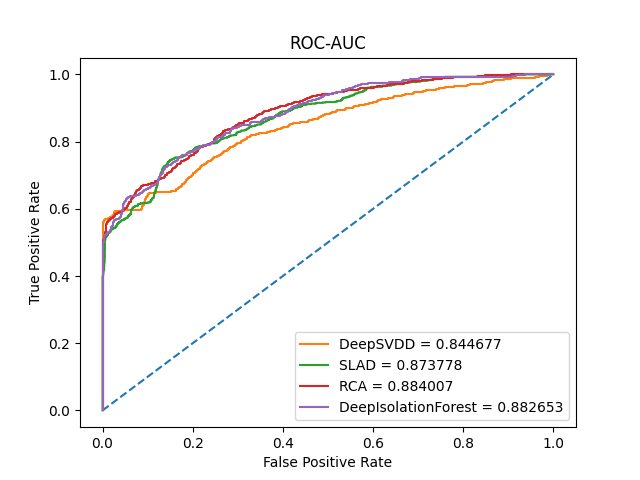 ROC-AUC
True Positive Rate
1.0
0.8
0.6
0.4
0.2
0.0
DeepSVDD = 0.844677
SLAD = 0.873778
RCA = 0.884007
DeepIsolationForest = 0.882653
0.0 0.2 0.4 0.6 0.8 1.0
False Positive Rate